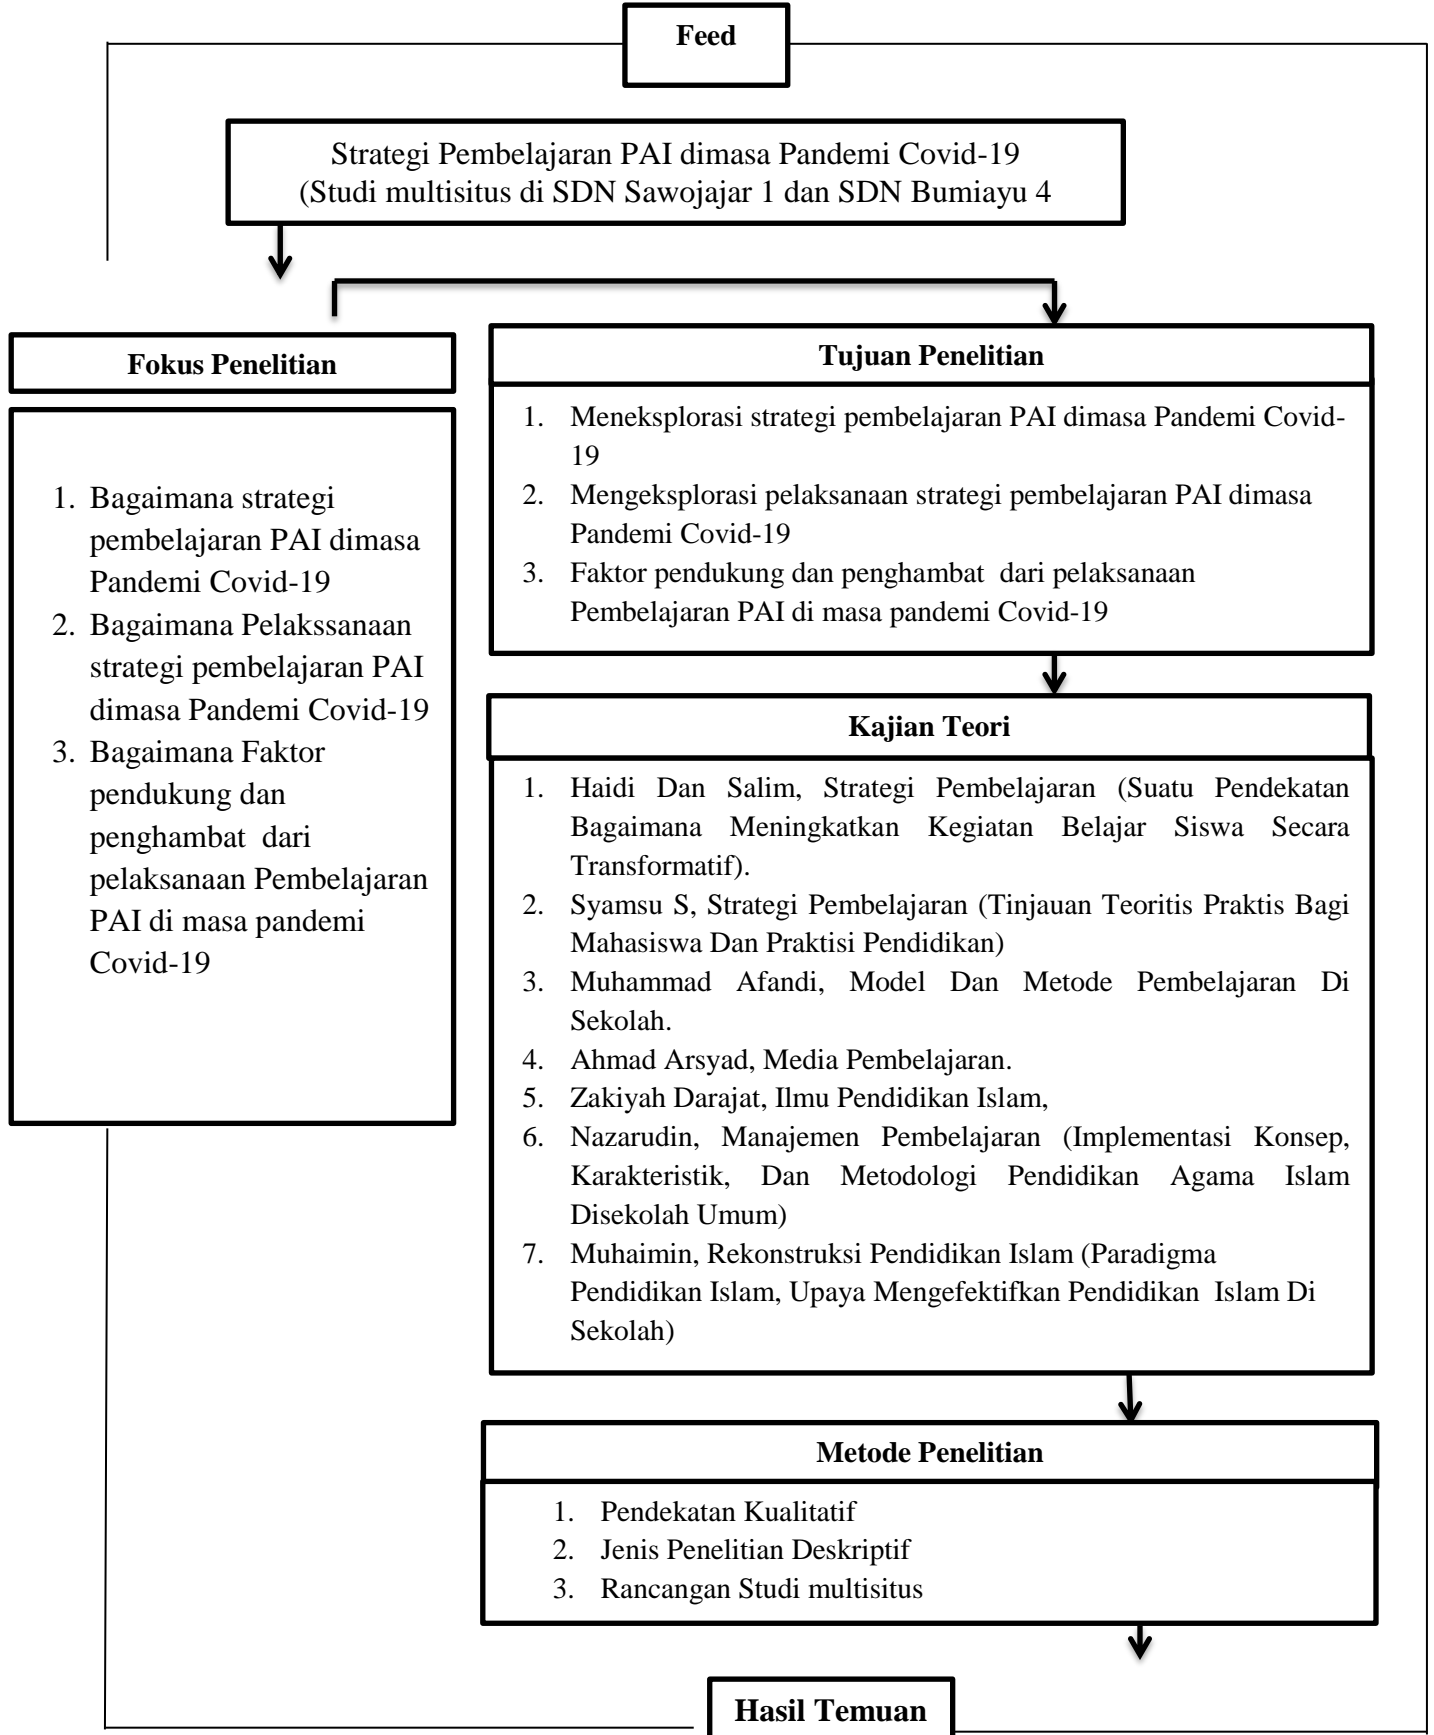 Feed
Strategi Pembelajaran PAI dimasa Pandemi Covid-19
(Studi multisitus di SDN Sawojajar 1 dan SDN Bumiayu 4
Fokus Penelitian
1. Bagaimana strategi
pembelajaran PAI dimasa
Pandemi Covid-19
2. Bagaimana Pelakssanaan
strategi pembelajaran PAI
dimasa Pandemi Covid-19
3. Bagaimana Faktor
pendukung dan
penghambat dari
pelaksanaan Pembelajaran
PAI di masa pandemi
Covid-19
Tujuan Penelitian
1. Meneksplorasi strategi pembelajaran PAI dimasa Pandemi Covid-
19
2. Mengeksplorasi pelaksanaan strategi pembelajaran PAI dimasa
Pandemi Covid-19
3. Faktor pendukung dan penghambat dari pelaksanaan
Pembelajaran PAI di masa pandemi Covid-19
Kajian Teori
1. Haidi Dan Salim, Strategi Pembelajaran (Suatu Pendekatan
Bagaimana Meningkatkan Kegiatan Belajar Siswa Secara
Transformatif).
2. Syamsu S, Strategi Pembelajaran (Tinjauan Teoritis Praktis Bagi
Mahasiswa Dan Praktisi Pendidikan)
3. Muhammad Afandi, Model Dan Metode Pembelajaran Di
Sekolah.
4. Ahmad Arsyad, Media Pembelajaran.
5. Zakiyah Darajat, Ilmu Pendidikan Islam,
6. Nazarudin, Manajemen Pembelajaran (Implementasi Konsep,
Karakteristik, Dan Metodologi Pendidikan Agama Islam
Disekolah Umum)
7. Muhaimin, Rekonstruksi Pendidikan Islam (Paradigma
Pendidikan Islam, Upaya Mengefektifkan Pendidikan Islam Di
Sekolah)
Metode Penelitian
1. Pendekatan Kualitatif
2. Jenis Penelitian Deskriptif
3. Rancangan Studi multisitus
Hasil Temuan